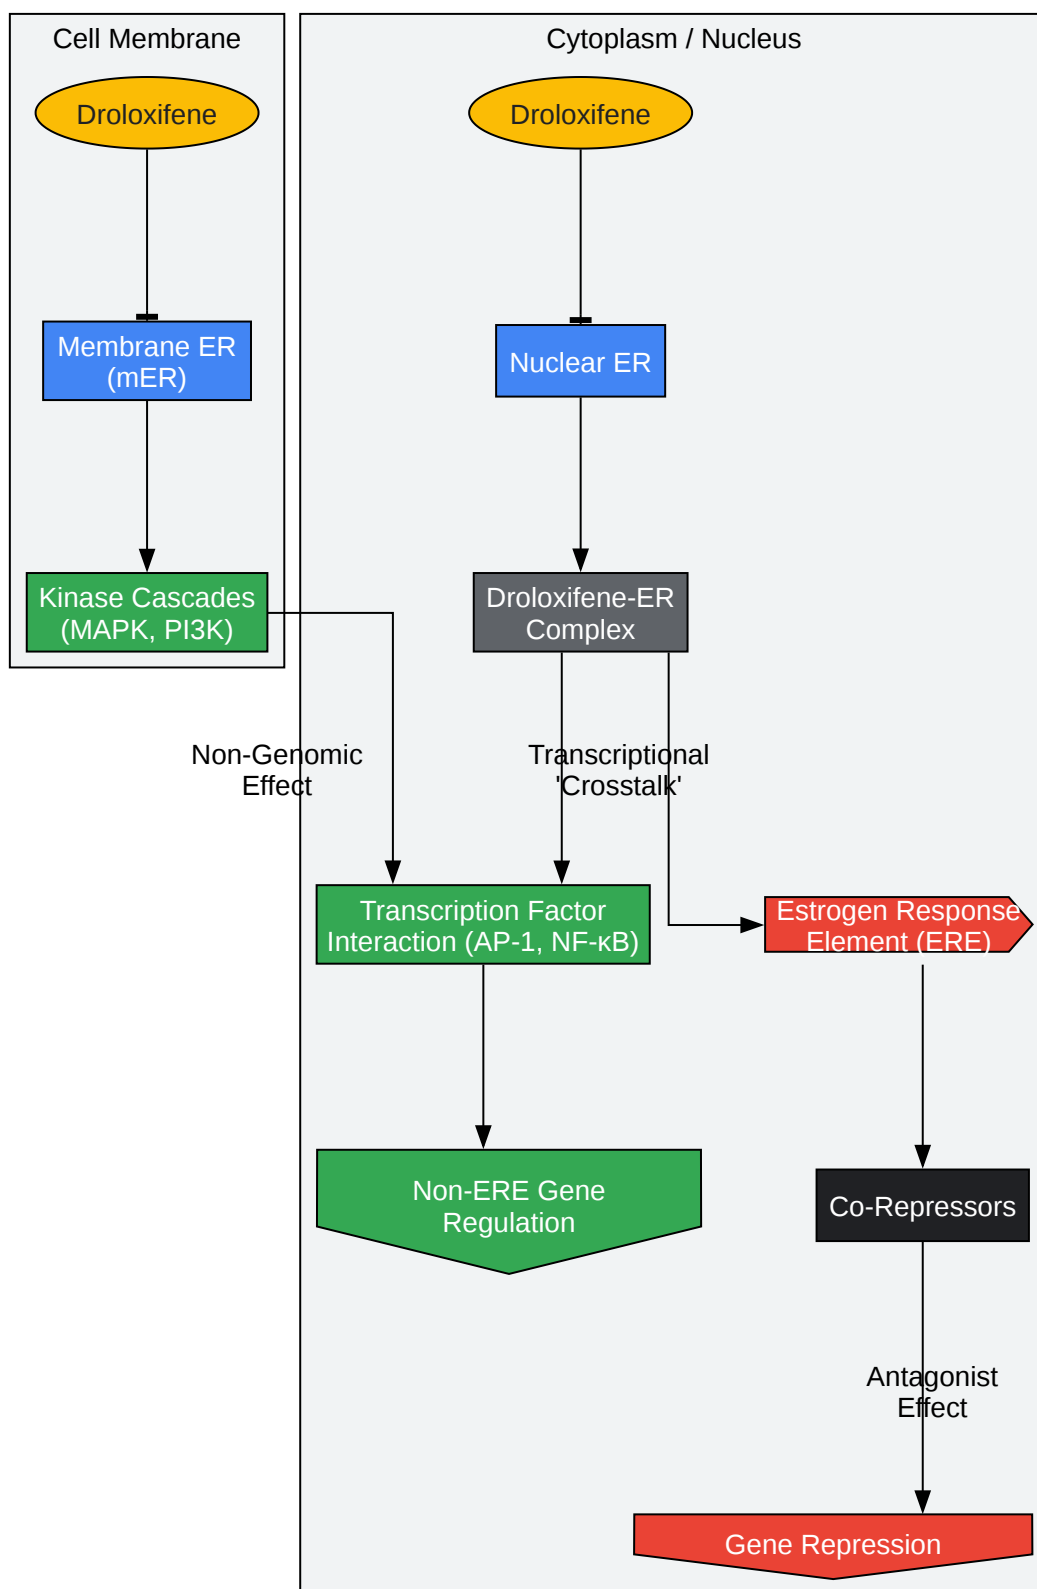 Cell Membrane
Cytoplasm / Nucleus
Droloxifene
Droloxifene
Membrane ER
(mER)
Nuclear ER
Kinase Cascades
(MAPK, PI3K)
Droloxifene-ER
Complex
Non-Genomic
Effect
Transcriptional
'Crosstalk'
Transcription Factor
Interaction (AP-1, NF-κB)
Estrogen Response
Element (ERE)
Non-ERE Gene
Regulation
Co-Repressors
Antagonist
Effect
Gene Repression